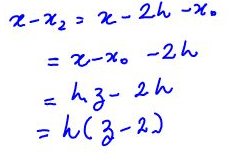 x-x₂ = x - 2h - x₀
= x-x₀ - 2h
= hz - 2h
= h(z-2)